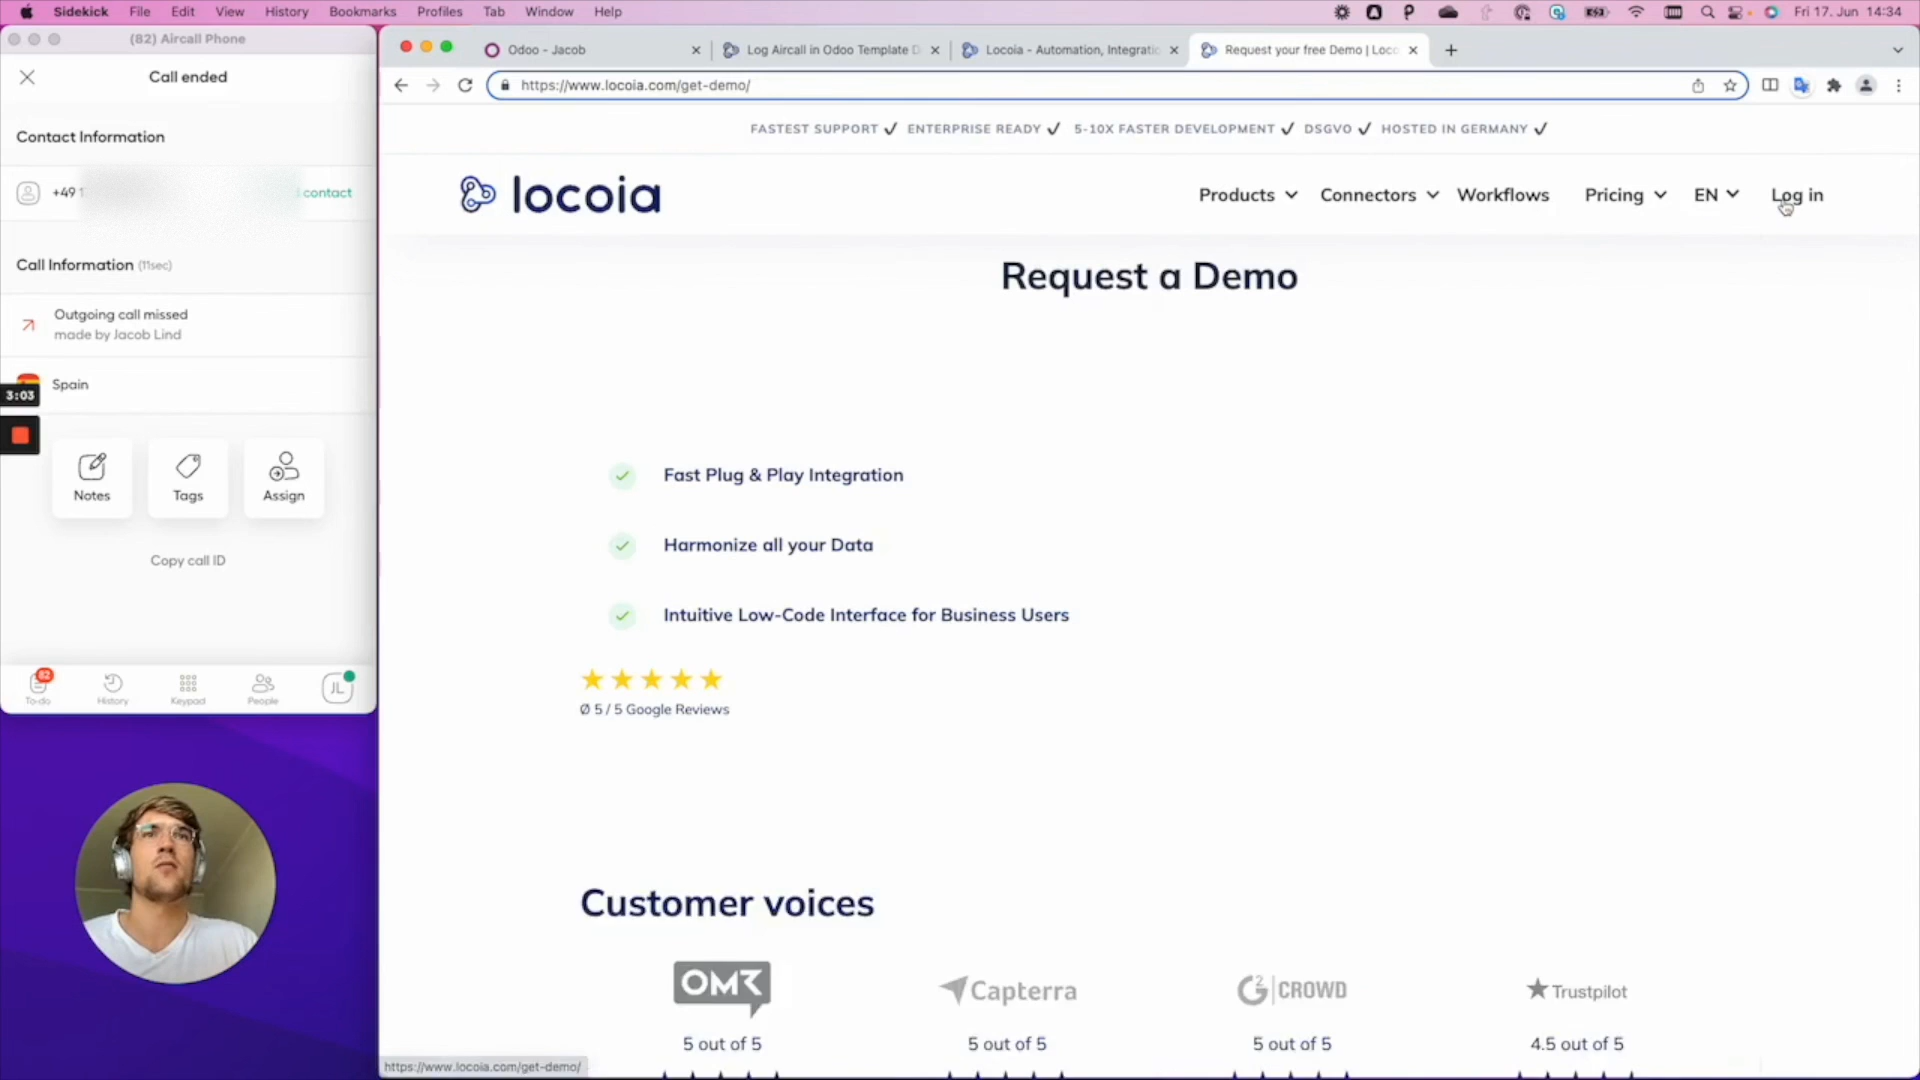 Sidekick File Edit View History Bookmarks Profiles Tab Window Help
Fri 17. Jun 14:34
(82) Aircall Phone
Call ended
Contact Information
+49 1
contact
Call Information (11sec)
Outgoing call missed
made by Jacob Lind
Spain
3:03
Notes
Tags
Assign
Copy call ID
82
To-do
History
Keypad
People
JL
Odoo - Jacob
Log Aircall in Odoo Template D
Locoia - Automation, Integratio
Request your free Demo | Loco
https://www.locoia.com/get-demo/
FASTEST SUPPORT ✓ ENTERPRISE READY ✓ 5-10X FASTER DEVELOPMENT ✓ DSGVO ✓ HOSTED IN GERMANY ✓
locoia
Products Connectors Workflows Pricing EN Log in
Request a Demo
Fast Plug & Play Integration
Harmonize all your Data
Intuitive Low-Code Interface for Business Users
Ø 5 / 5 Google Reviews
Customer voices
OMR
Capterra
G2 CROWD
Trustpilot
5 out of 5
5 out of 5
5 out of 5
4.5 out of 5
https://www.locoia.com/get-demo/